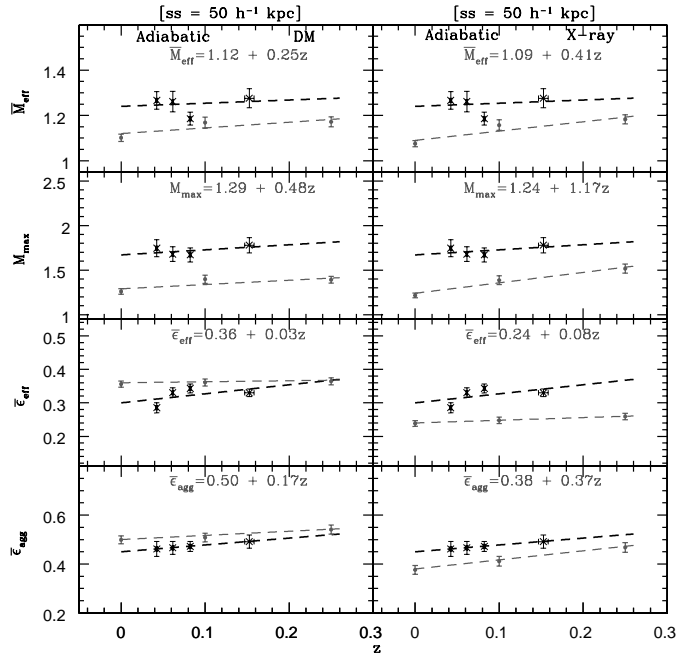 [ss = 50 h⁻¹ kpc] [ss = 50 h⁻¹ kpc]
Adiabatic DM Adiabatic X-ray
M̅eff=1.12 + 0.25z M̅eff=1.09 + 0.41z
1.4
M̅eff
1.2
1
Mmax=1.29 + 0.48z Mmax=1.24 + 1.17z
2.5
2
Mmax
1.5
1
ε̅eff=0.36 + 0.03z ε̅eff=0.24 + 0.08z
0.5
0.4
ε̅eff
0.3
0.2
ε̅agg=0.50 + 0.17z ε̅agg=0.38 + 0.37z
0.6
ε̅agg
0.4
0.2
0 0.1 0.2 0.3 0 0.1 0.2 0.3
z